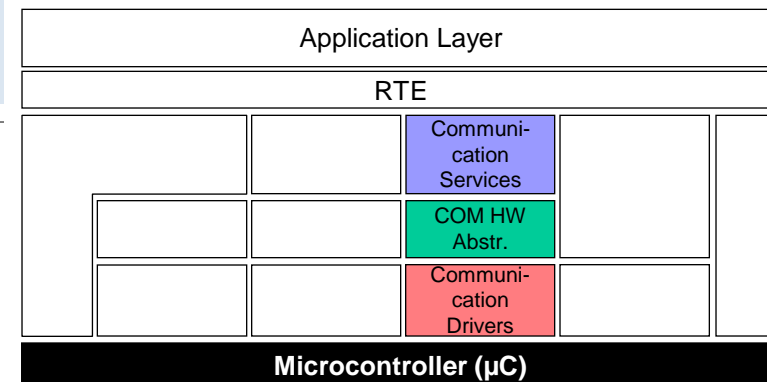 Application Layer
RTE
Communi-
cation
Services
COM HW
Abstr.
Communi-
cation
Drivers
Microcontroller (µC)